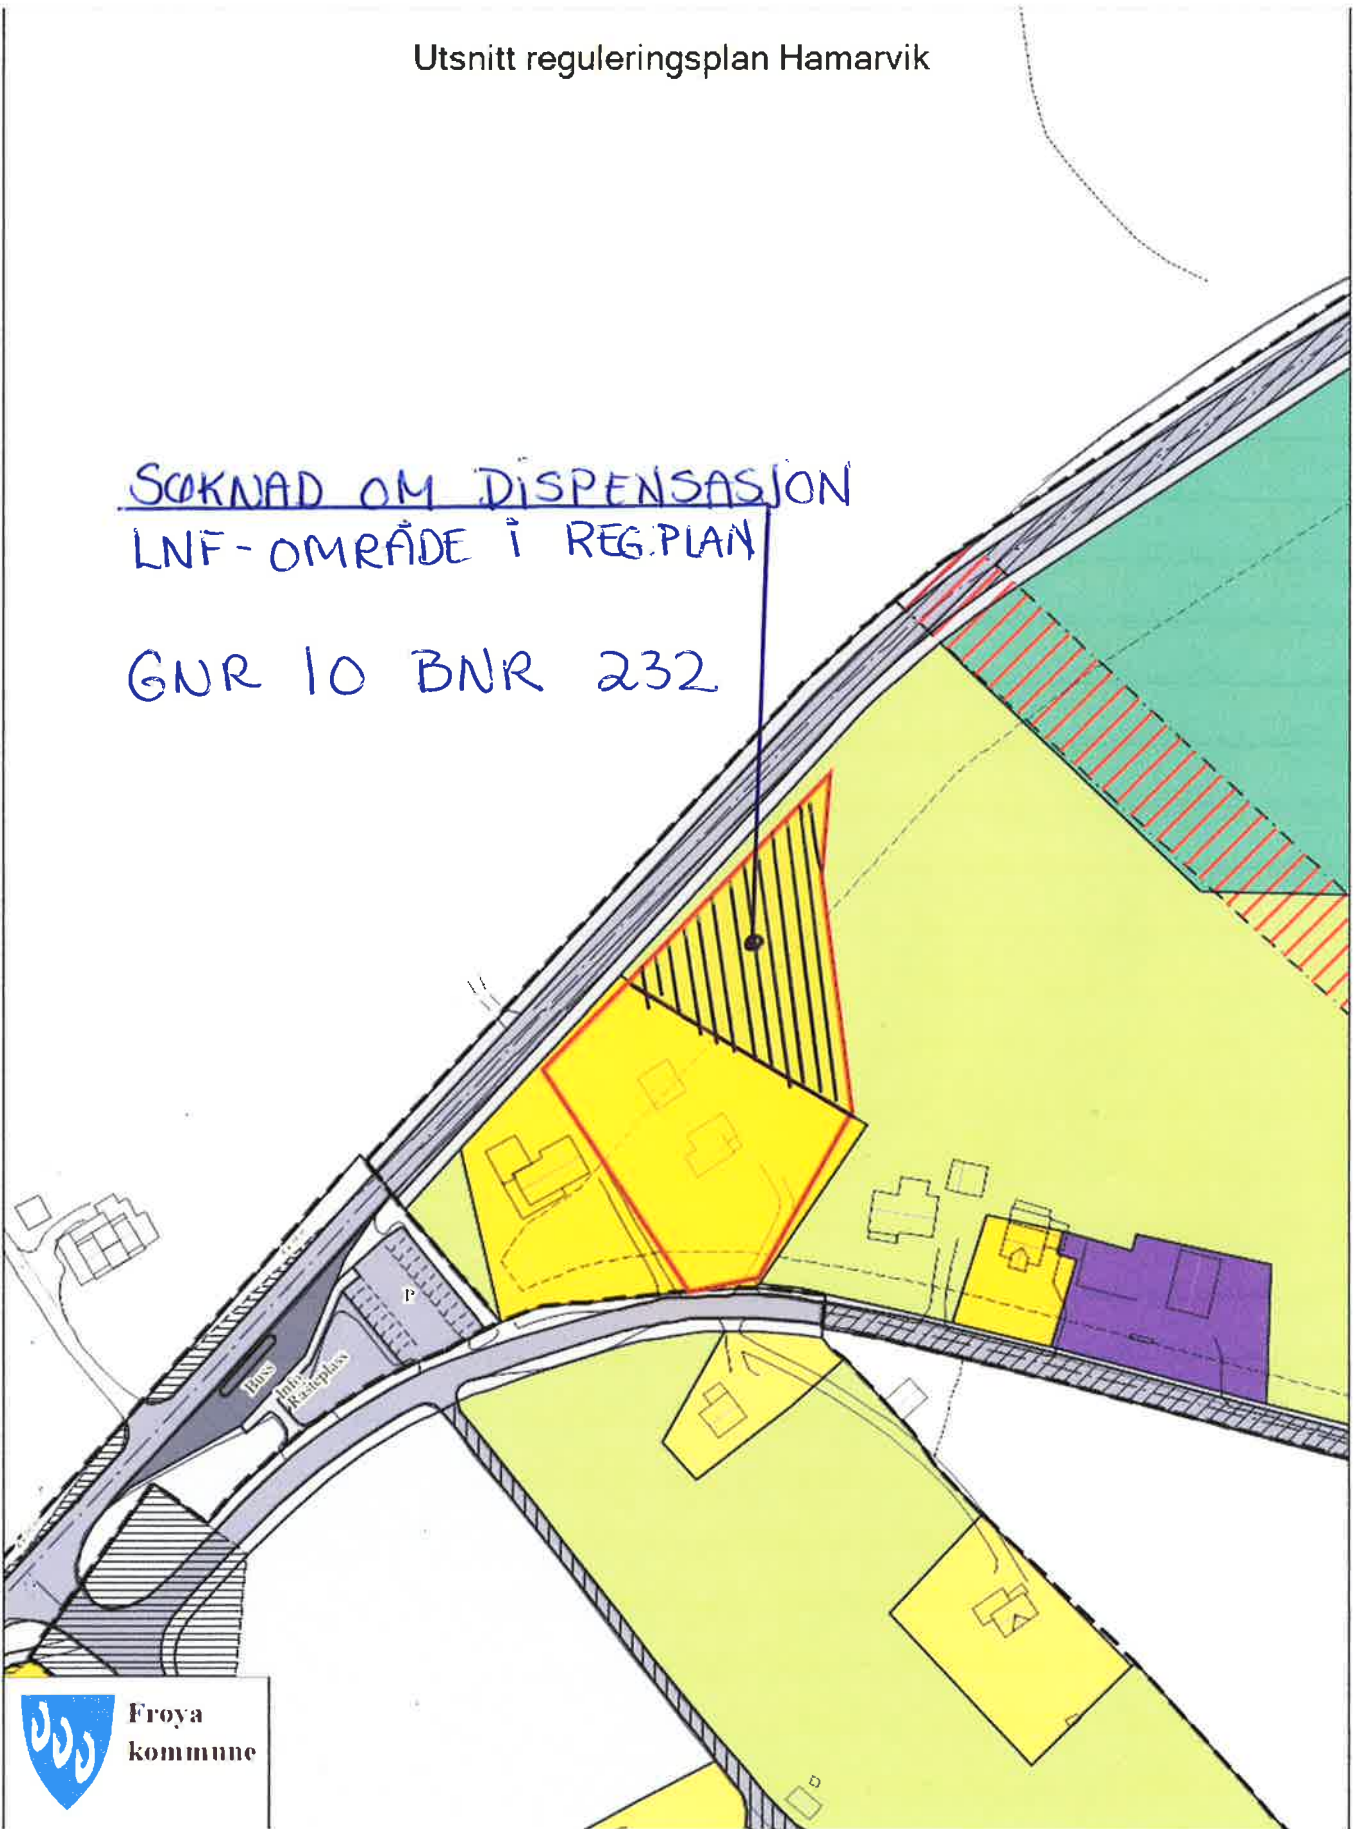 Utsnitt reguleringsplan Hamarvik
SØKNAD OM DISPENSASJON
LNF-OMRÅDE I REG.PLAN
GNR 10 BNR 232
P
Buss
Info
Rasteplass
D
Frøya
kommune